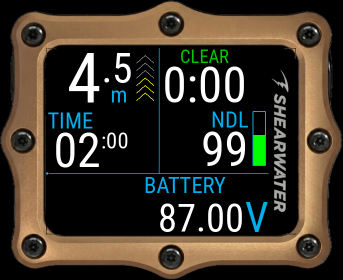 4.5 m
CLEAR
0:00
TIME
02:00
NDL
99
BATTERY
87.00V
SHEARWATER